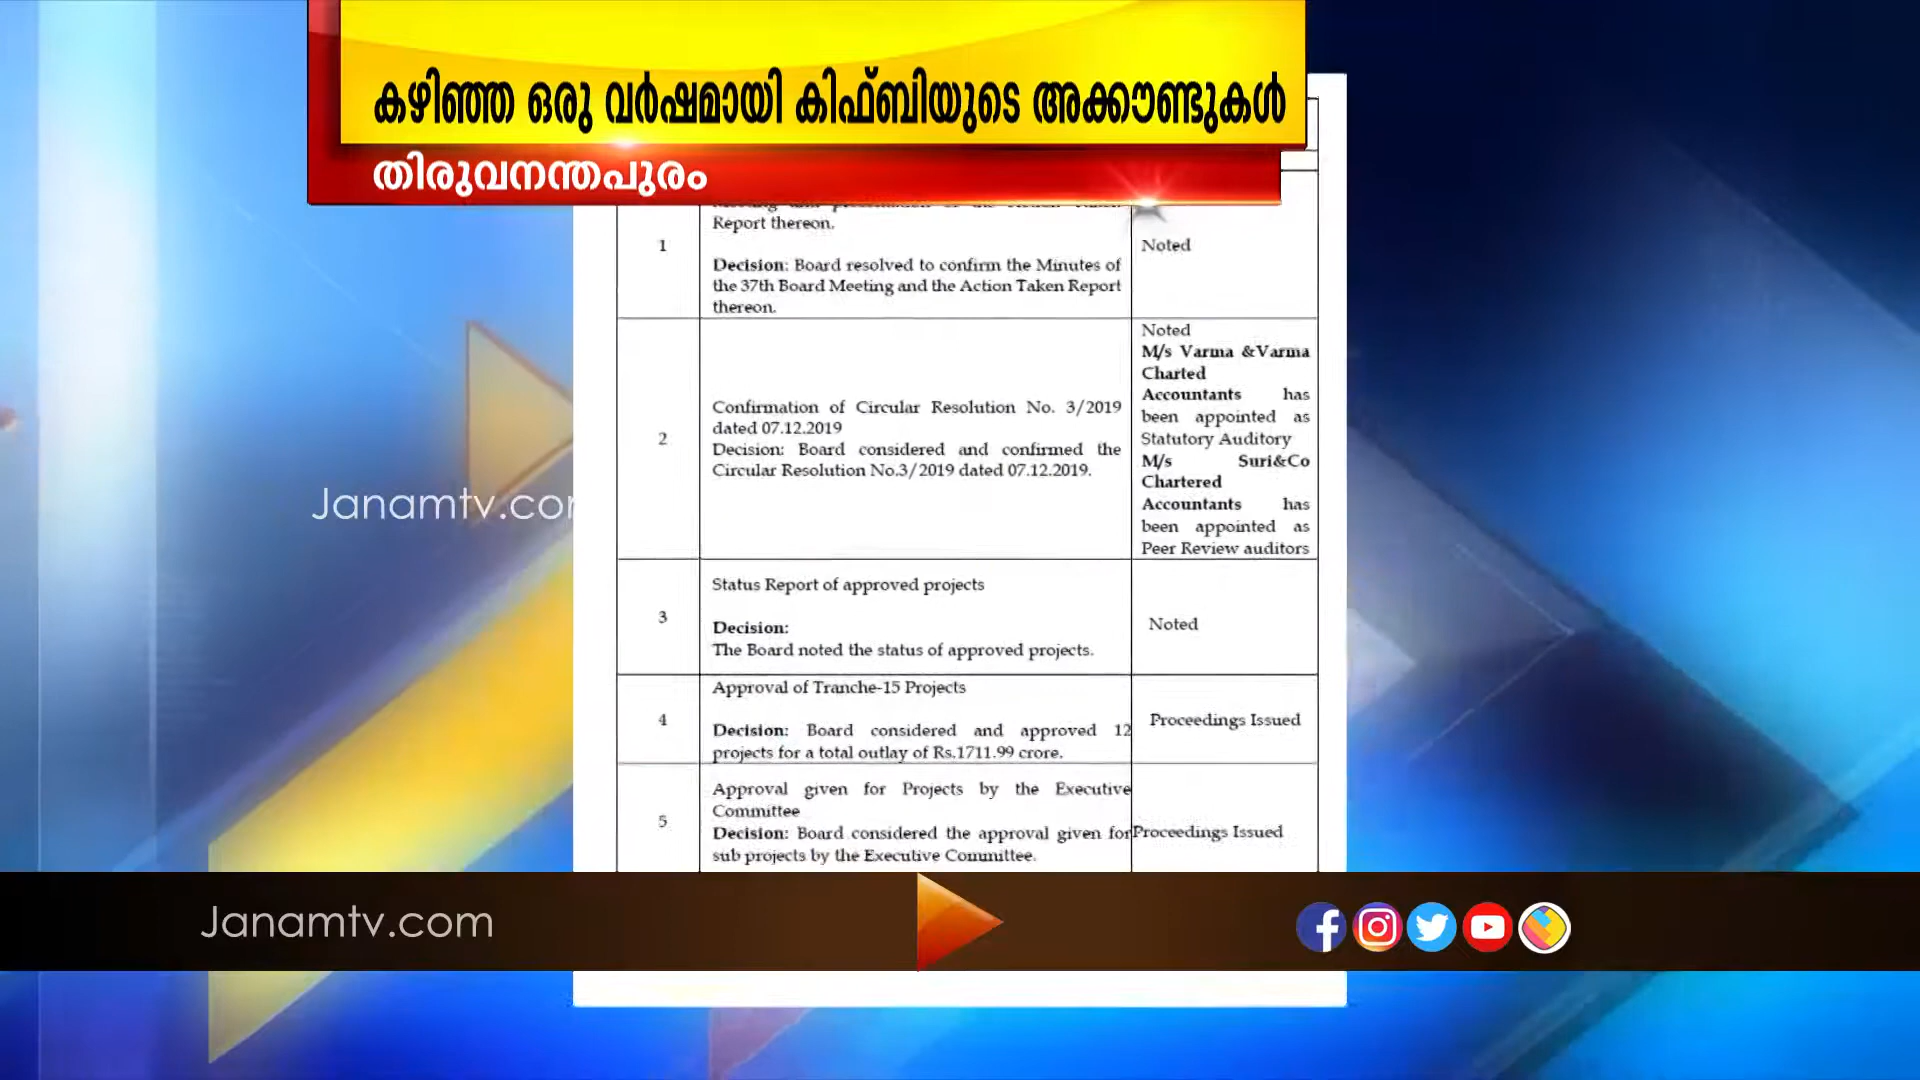 കഴിഞ്ഞ ഒരു വർഷമായി കിഫ്ബിയുടെ അക്കൗണ്ടുകൾ
തിരുവനന്തപുരം
Report thereon.
1
Noted
Decision: Board resolved to confirm the Minutes of
the 37th Board Meeting and the Action Taken Report
thereon.
2
Confirmation of Circular Resolution No. 3/2019
dated 07.12.2019
Decision: Board considered and confirmed the
Circular Resolution No.3/2019 dated 07.12.2019.
Noted
M/s Varma &Varma
Charted
Accountants has
been appointed as
Statutory Auditory
M/s Suri&Co
Chartered
Accountants has
been appointed as
Peer Review auditors
Janamtv.com
3
Status Report of approved projects
Decision:
The Board noted the status of approved projects.
Noted
4
Approval of Tranche-15 Projects
Decision: Board considered and approved 12
projects for a total outlay of Rs.1711.99 crore.
Proceedings Issued
5
Approval given for Projects by the Executive
Committee
Decision: Board considered the approval given for
sub projects by the Executive Committee.
Proceedings Issued
Janamtv.com